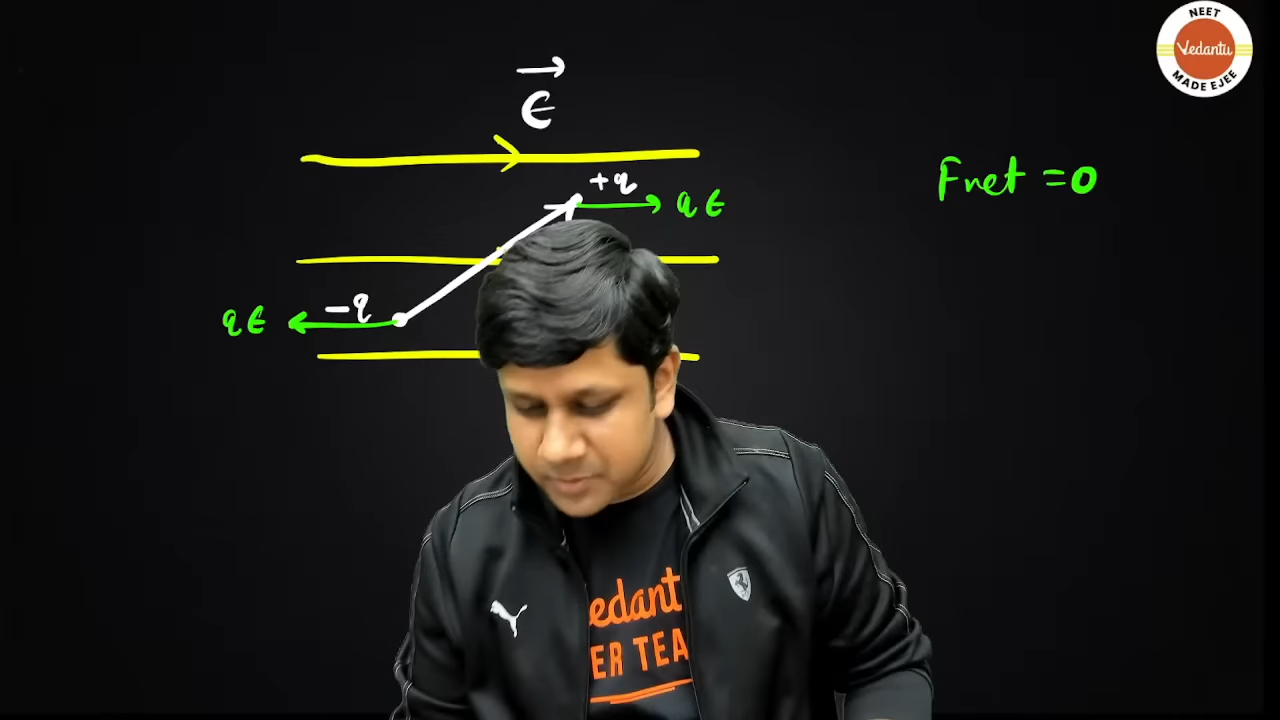 NEET
Vedantu
MADE EJEE
E
+q
qE
Fnet = 0
-q
qE
edant
ER TEA